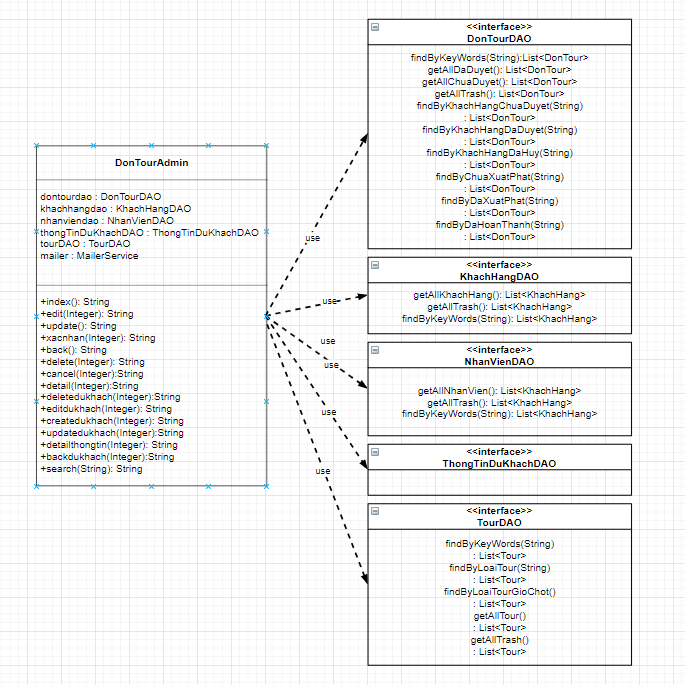 DonTourAdmin
dontourdao : DonTourDAO
khachhangdao : KhachHangDAO
nhanviendao : NhanVienDAO
thongTinDuKhachDAO : ThongTinDuKhachDAO
tourDAO : TourDAO
mailer : MailerService
+index(): String
+edit(Integer): String
+update(): String
+xacnhan(Integer): String
+back(): String
+delete(Integer): String
+cancel(Integer): String
+detail(Integer):String
+deletedukhach(Integer):String
+editdukhach(Integer): String
+createdukhach(Integer): String
+updatedukhach(Integer):String
+detailthongtin(Integer): String
+backdukhach(Integer):String
+search(String): String
use
use
use
use
use
use
<<interface>>
DonTourDAO
findByKeyWords(String):List<DonTour>
getAllDaDuyet(): List<DonTour>
getAllChuaDuyet(): List<DonTour>
getAllTrash(): List<DonTour>
findByKhachHangChuaDuyet(String)
: List<DonTour>
findByKhachHangDaDuyet(String)
: List<DonTour>
findByKhachHangDaHuy(String)
: List<DonTour>
findByChuaXuatPhat(String)
: List<DonTour>
findByDaXuatPhat(String)
: List<DonTour>
findByDaHoanThanh(String)
: List<DonTour>
<<interface>>
KhachHangDAO
getAllKhachHang(): List<KhachHang>
getAllTrash(): List<KhachHang>
findByKeyWords(String): List<KhachHang>
<<interface>>
NhanVienDAO
getAllNhanVien(): List<KhachHang>
getAllTrash(): List<KhachHang>
findByKeyWords(String): List<KhachHang>
<<interface>>
ThongTinDuKhachDAO
<<interface>>
TourDAO
findByKeyWords(String)
: List<Tour>
findByLoaiTour(String)
: List<Tour>
findByLoaiTourGioChot()
: List<Tour>
getAllTour()
: List<Tour>
getAllTrash()
: List<Tour>